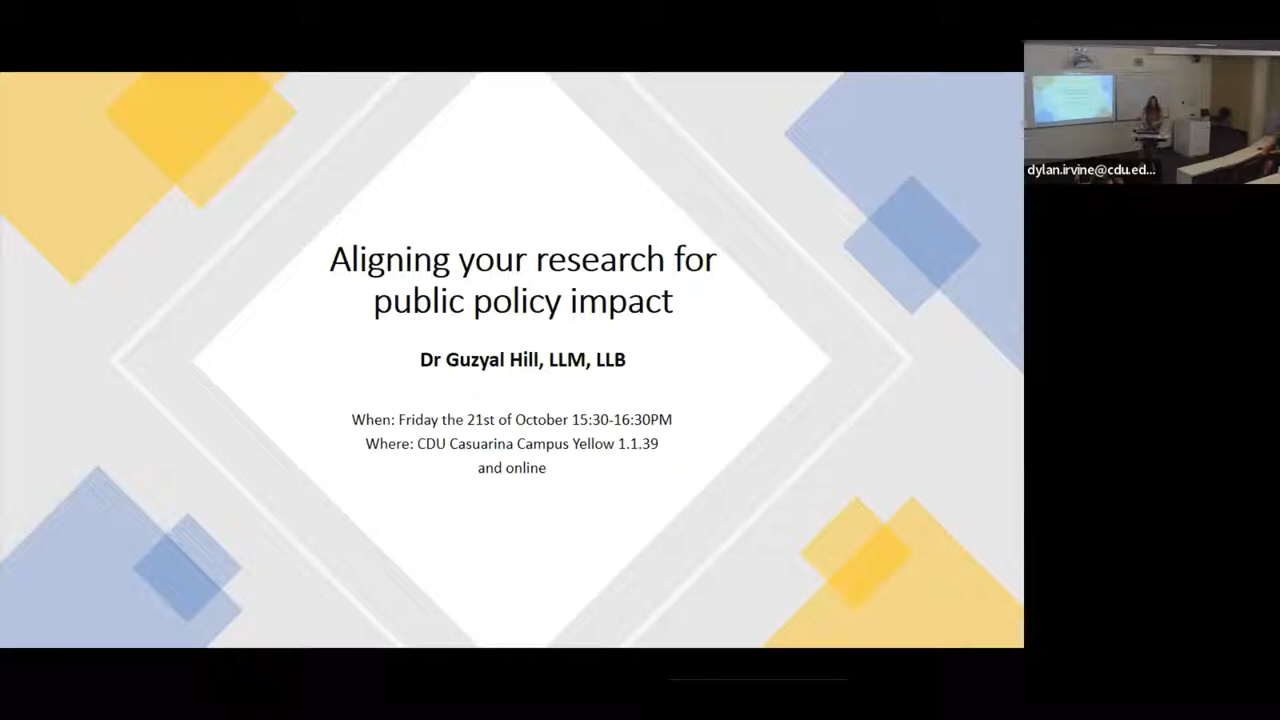 Aligning your research for
public policy impact
Dr Guzyal Hill, LLM, LLB
When: Friday the 21st of October 15:30-16:30PM
Where: CDU Casuarina Campus Yellow 1.1.39
and online
dylan.irvine@cdu.ed...